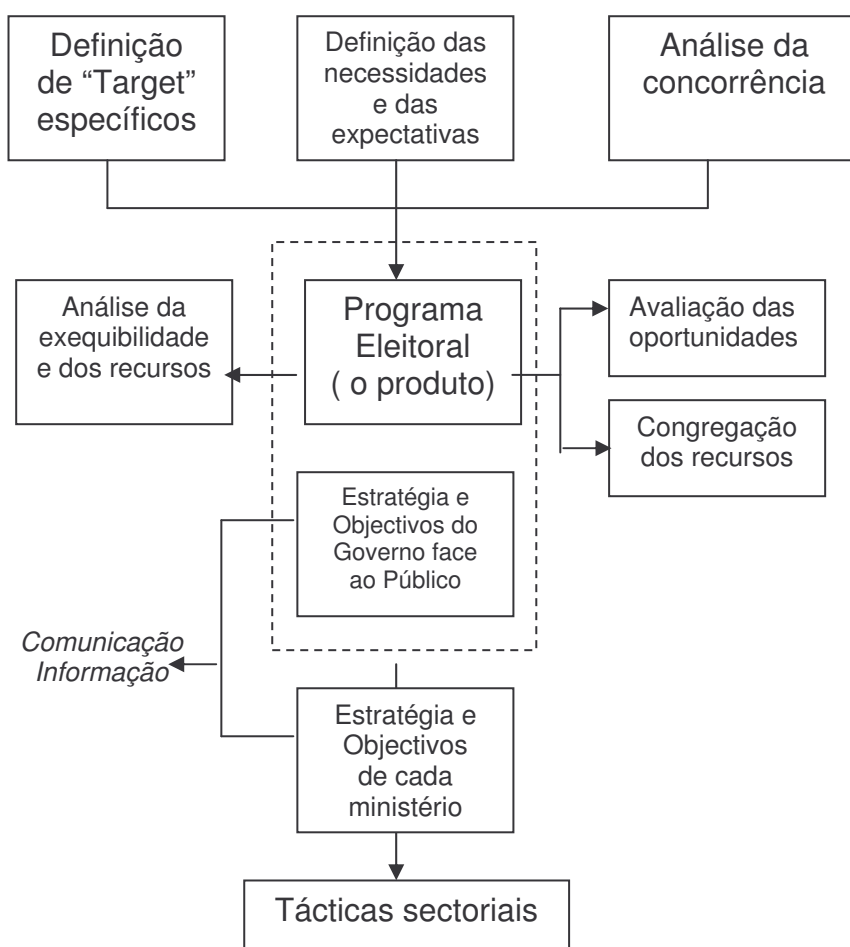 Definição
de “Target”
específicos
Definição das
necessidades
e das
expectativas
Análise da
concorrência
Análise da
exequibilidade
e dos recursos
Programa
Eleitoral
( o produto)
Avaliação das
oportunidades
Congregação
dos recursos
Estratégia e
Objectivos do
Governo face
ao Público
Comunicação
Informação
Estratégia e
Objectivos
de cada
ministério
Tácticas sectoriais